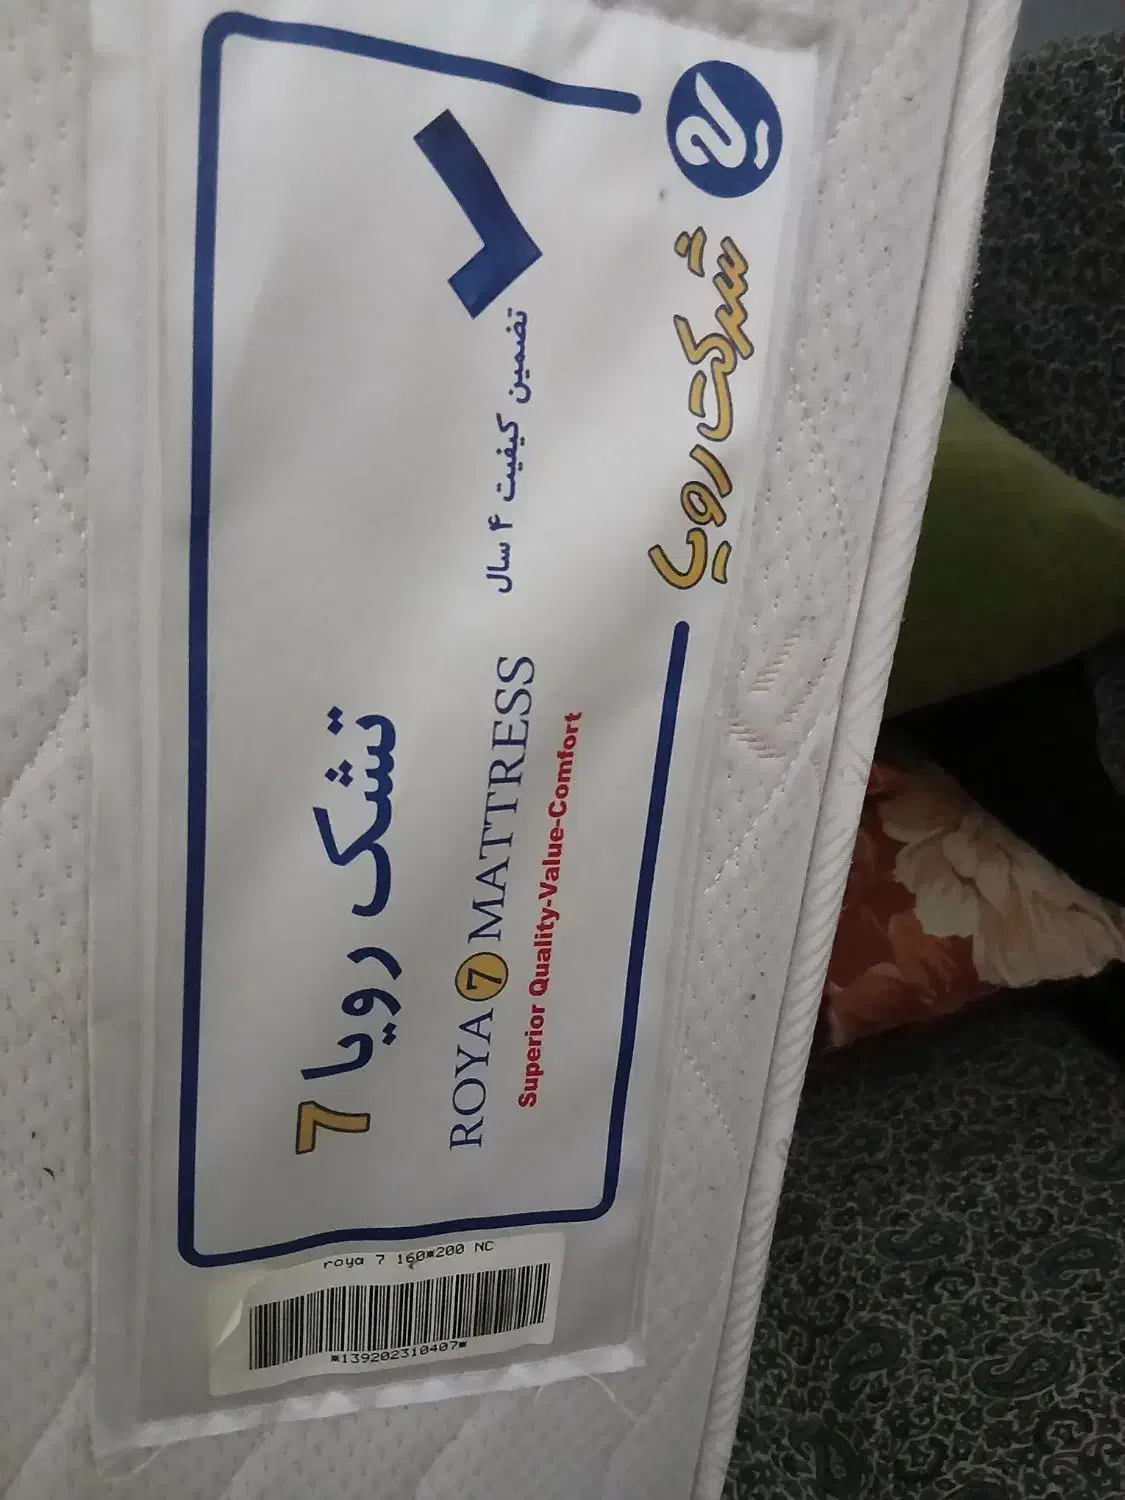 شرکت رویا
تضمین کیفیت ۴ سال
تشک رویا 7
ROYA 7 MATTRESS
Superior Quality-Value-Comfort
roya 7 160*200 NC
*139202310407*